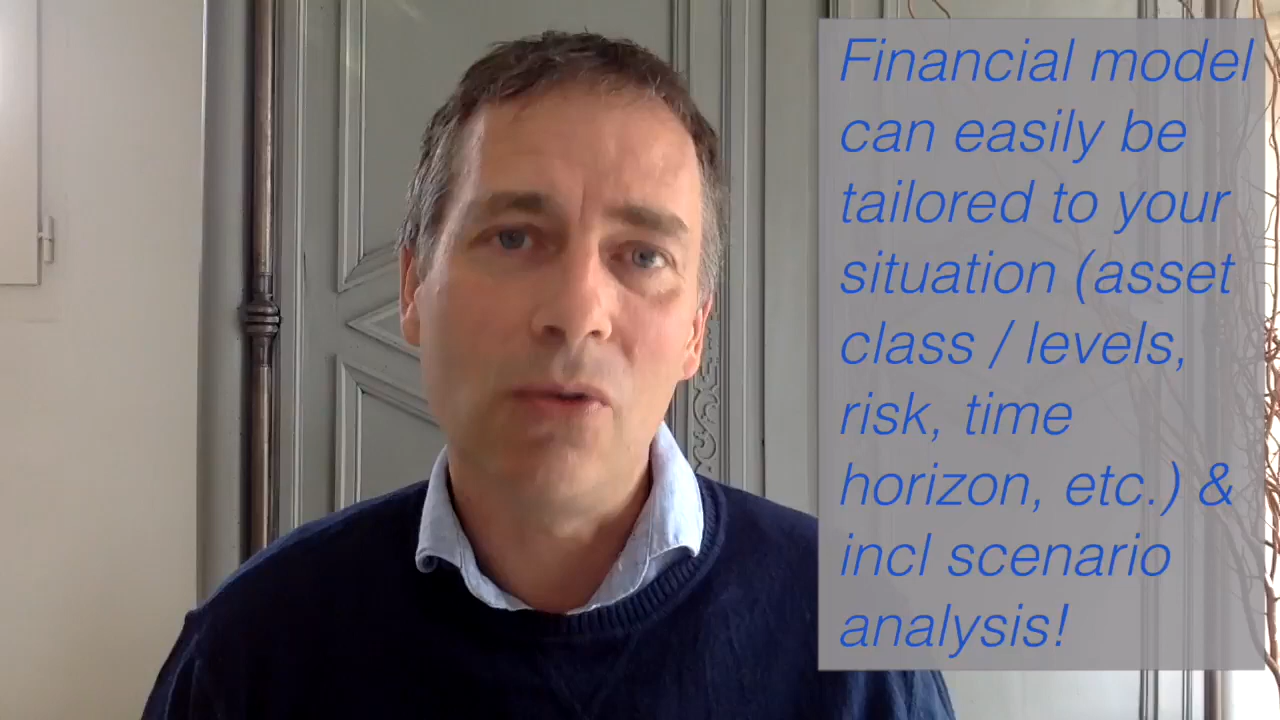 Financial model
can easily be
tailored to your
situation (asset
class / levels,
risk, time
horizon, etc.) &
incl scenario
analysis!